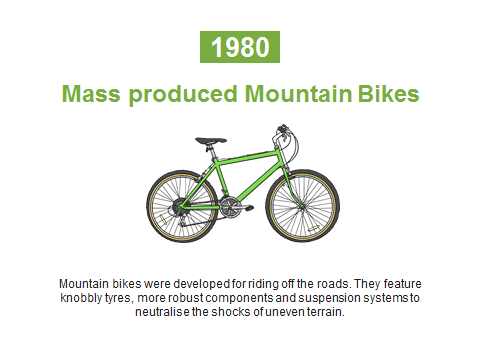 1980
Mass produced Mountain Bikes
Mountain bikes were developed for riding off the roads. They feature
knobbly tyres, more robust components and suspension systems to
neutralise the shocks of uneven terrain.